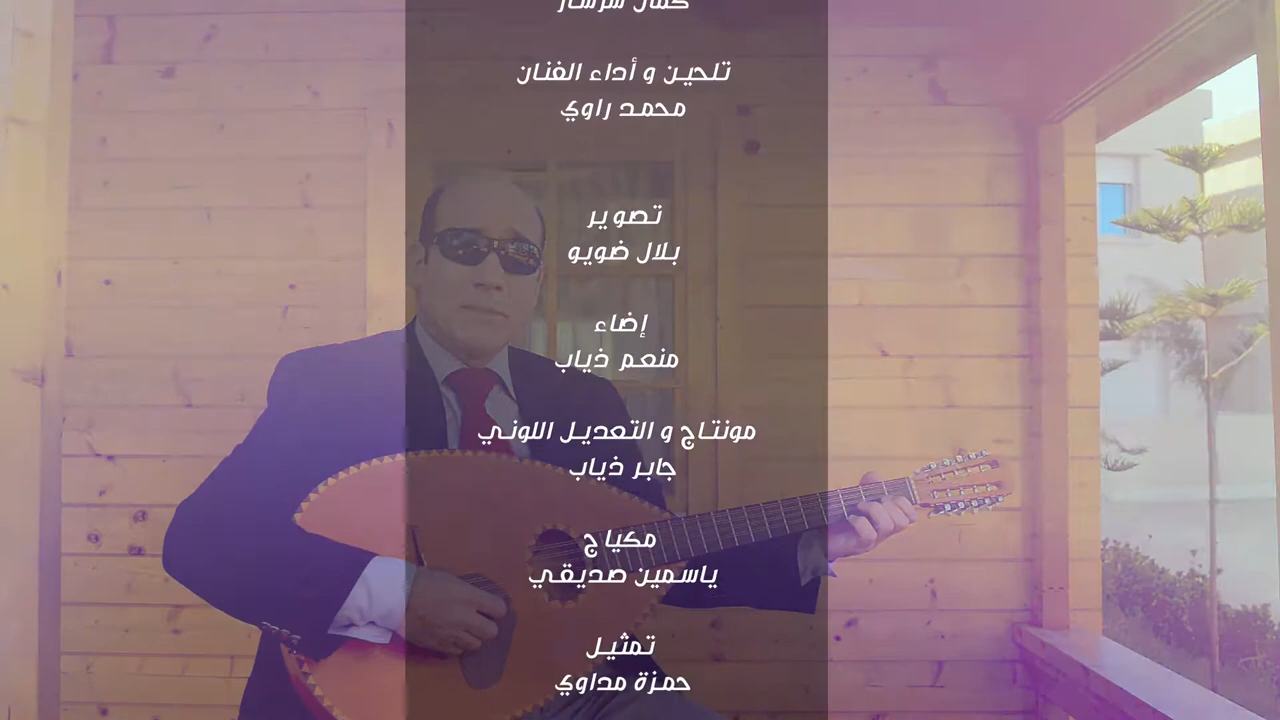 تلحين و أداء الفنان
محمد راوي
تصوير
بلال ضويو
إضاء
منعم ذياب
مونتاج و التعديل اللوني
جابر ذياب
مكياج
ياسمين صديقي
تمثيل
حمزة مداوي